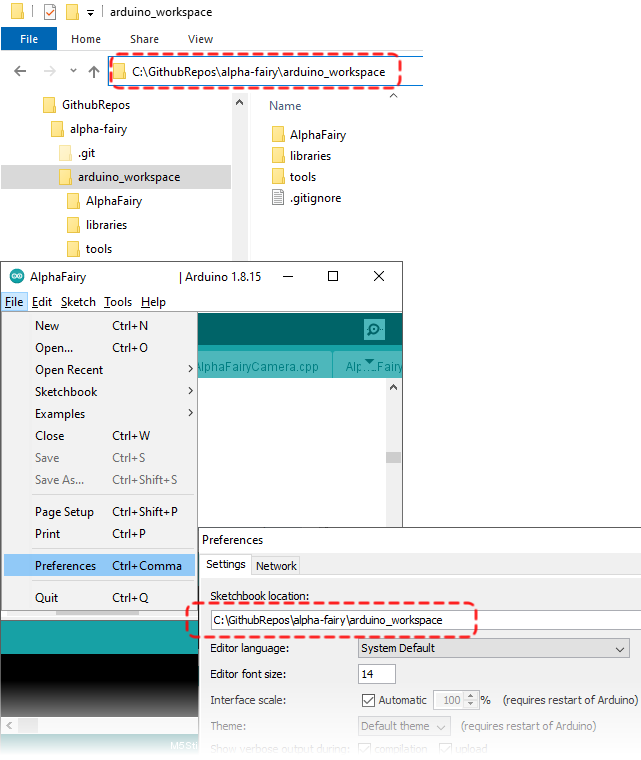 arduino_workspace
File Home Share View
C:\GithubRepos\alpha-fairy\arduino_workspace
GithubRepos
alpha-fairy
.git
arduino_workspace
AlphaFairy
libraries
tools
Name
AlphaFairy
libraries
tools
.gitignore
AlphaFairy | Arduino 1.8.15
File Edit Sketch Tools Help
New Ctrl+N
Open... Ctrl+O
Open Recent
Sketchbook
Examples
Close Ctrl+W
Save Ctrl+S
Save As... Ctrl+Shift+S
Page Setup Ctrl+Shift+P
Print Ctrl+P
Preferences Ctrl+Comma
Quit Ctrl+Q
AlphaFairyCamera.cpp
Preferences
Settings Network
Sketchbook location:
C:\GithubRepos\alpha-fairy\arduino_workspace
Editor language: System Default
Editor font size: 14
Interface scale: Automatic 100 % (requires restart of Arduino)
Theme: Default theme (requires restart of Arduino)
Show verbose output during: compilation upload